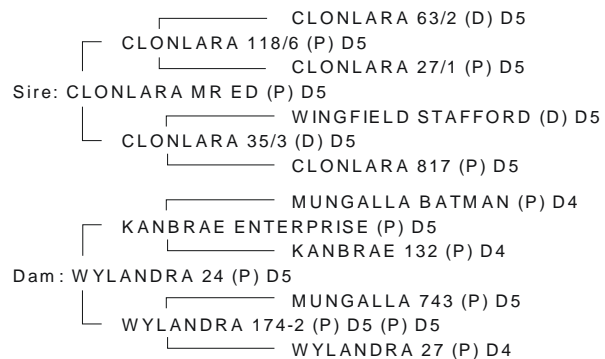 CLONLARA 63/2 (D) D5
CLONLARA 118/6 (P) D5
CLONLARA 27/1 (P) D5
Sire: CLONLARA MR ED (P) D5
WINGFIELD STAFFORD (D) D5
CLONLARA 35/3 (D) D5
CLONLARA 817 (P) D5
MUNGALLA BATMAN (P) D4
KANBRAE ENTERPRISE (P) D5
KANBRAE 132 (P) D4
Dam: WYLANDRA 24 (P) D5
MUNGALLA 743 (P) D5
WYLANDRA 174-2 (P) D5 (P) D5
WYLANDRA 27 (P) D4